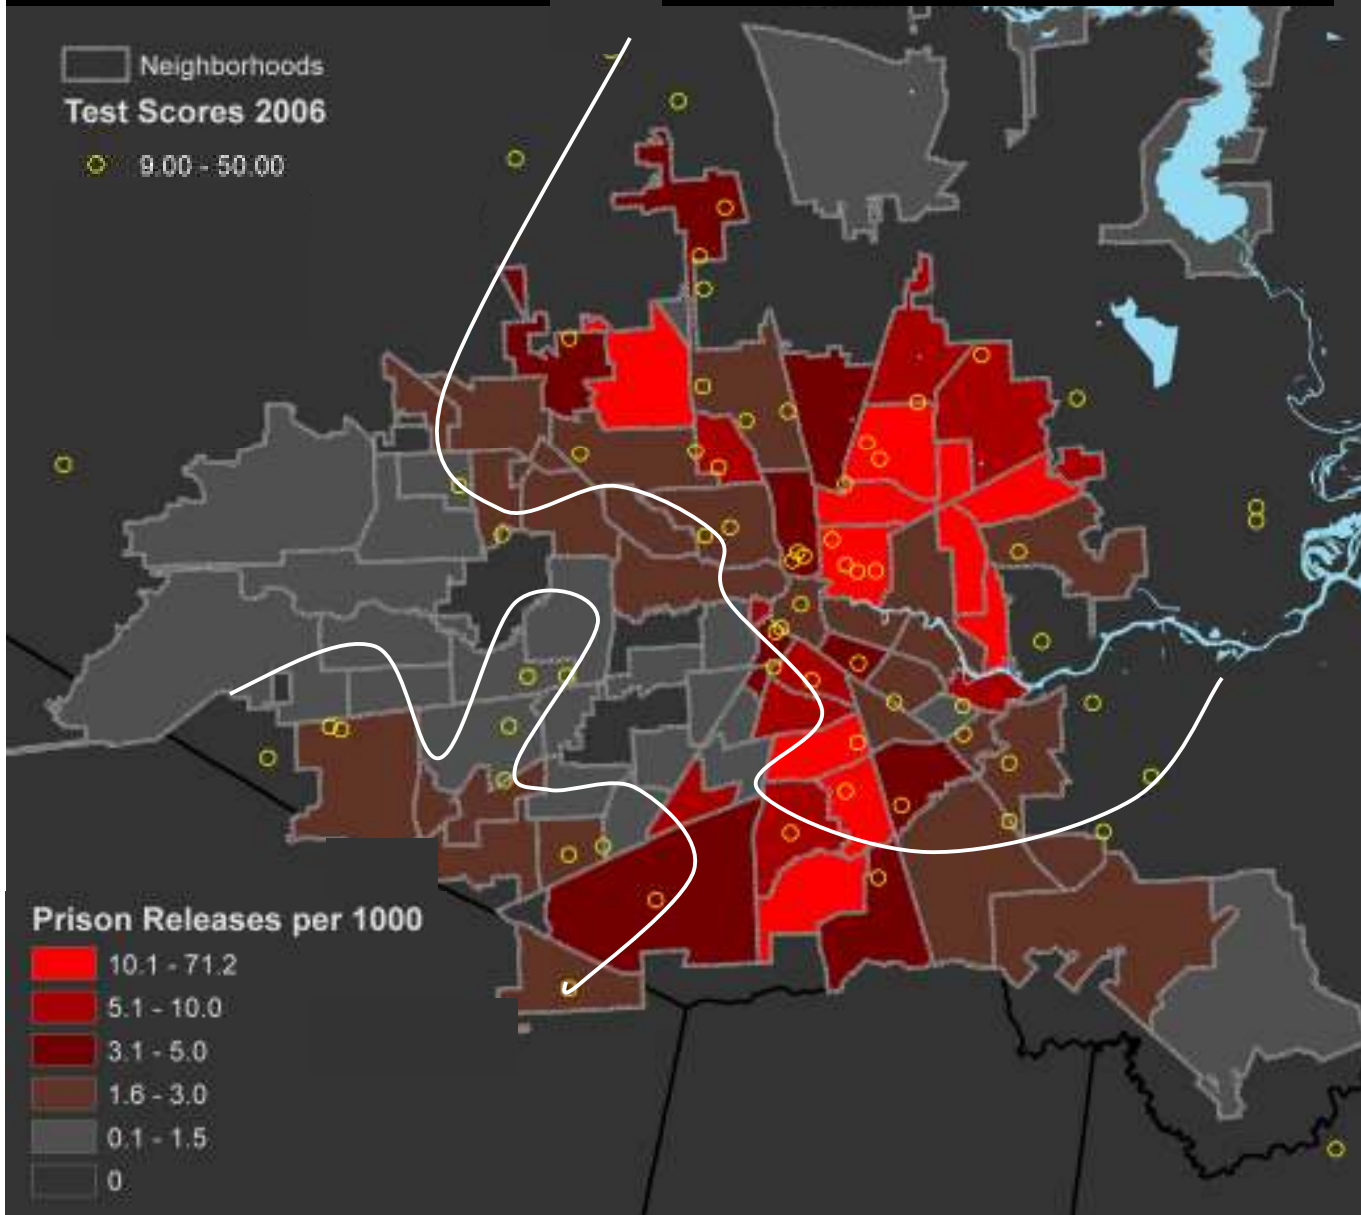 Neighborhoods
Test Scores 2006
9.00 - 50.00
Prison Releases per 1000
10.1 - 71.2
5.1 - 10.0
3.1 - 5.0
1.6 - 3.0
0.1 - 1.5
0